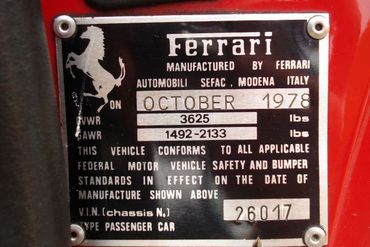 Ferrari
MANUFACTURED BY FERRARI
AUTOMOBILI SEFAC. MODENA ITALY
ON OCTOBER 1978
VWR 3625 lbs
AWR 1492-2133 lbs
THIS VEHICLE CONFORMS TO ALL APPLICABLE
FEDERAL MOTOR VEHICLE SAFETY AND BUMPER
STANDARDS IN EFFECT ON THE DATE OF
MANUFACTURE SHOWN ABOVE
V.I.N. (chassis N.) 26017
TYPE PASSENGER CAR